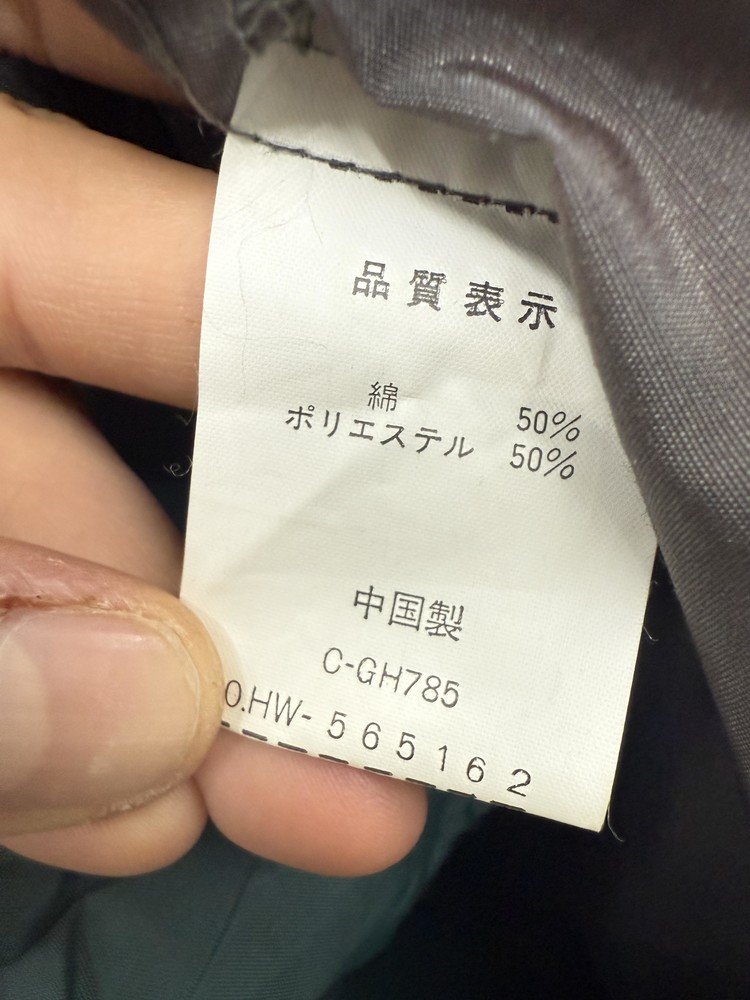 品質表示
綿 50%
ポリエステル 50%
中国製
C-GH785
O.HW- 565162